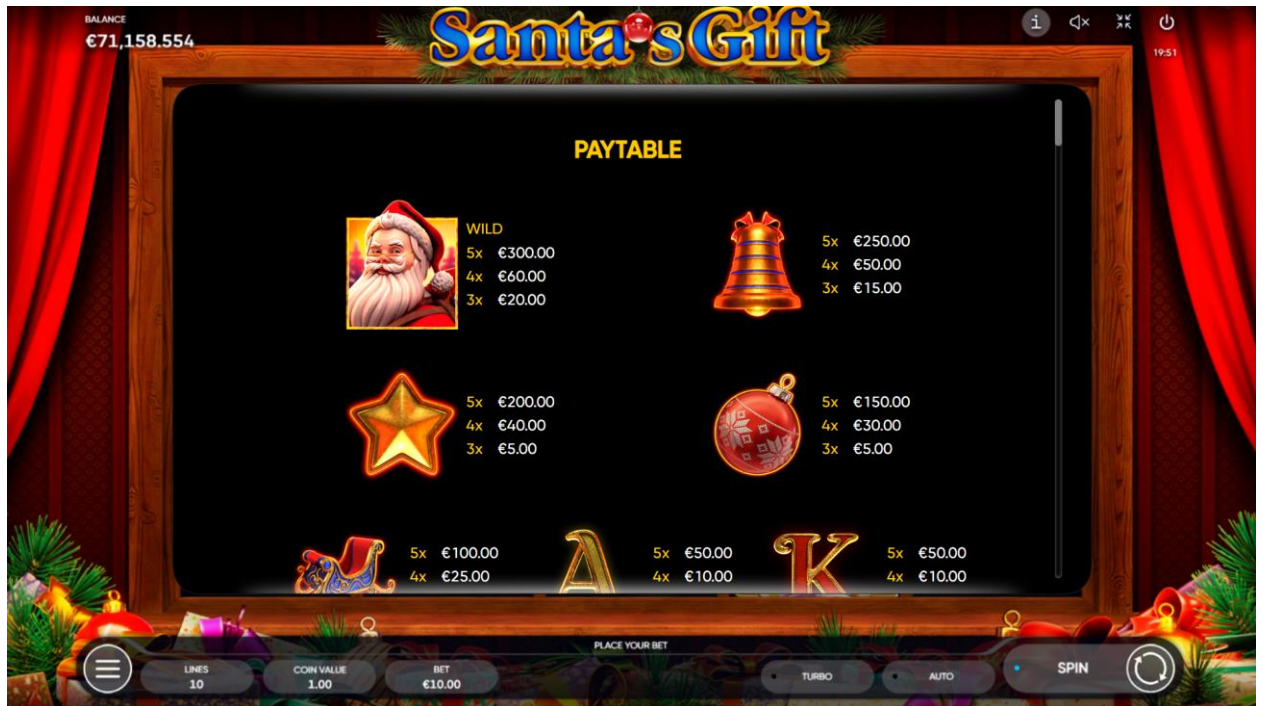 BALANCE
€71,158.554
Santa's Gift
i
19:51
PAYTABLE
WILD
5x €300.00
4x €60.00
3x €20.00
5x €250.00
4x €50.00
3x €15.00
5x €200.00
4x €40.00
3x €5.00
5x €150.00
4x €30.00
3x €5.00
5x €100.00
4x €25.00
A
5x €50.00
4x €10.00
K
5x €50.00
4x €10.00
PLACE YOUR BET
LINES
10
COIN VALUE
1.00
BET
€10.00
TURBO
AUTO
SPIN